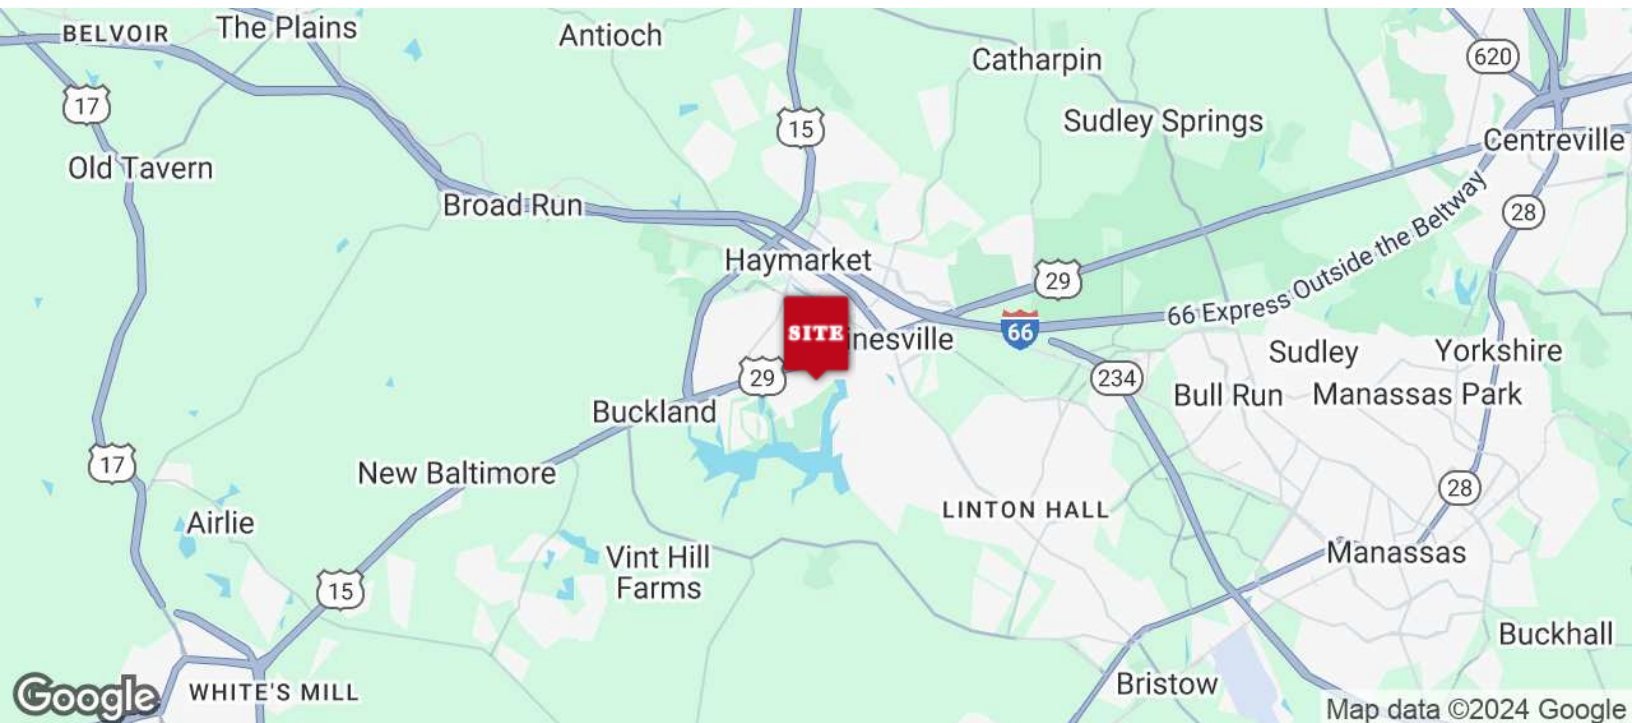 BELVOIR
The Plains
Antioch
Catharpin
620
17
15
Sudley Springs
Centreville
Old Tavern
Broad Run
28
Haymarket
29
66 Express Outside the Beltway
SITE
inesville
66
Sudley
Yorkshire
29
234
Bull Run
Manassas Park
Buckland
17
New Baltimore
28
LINTON HALL
Airlie
Vint Hill
Farms
Manassas
15
Buckhall
Bristow
Google
WHITE'S MILL
Map data ©2024 Google